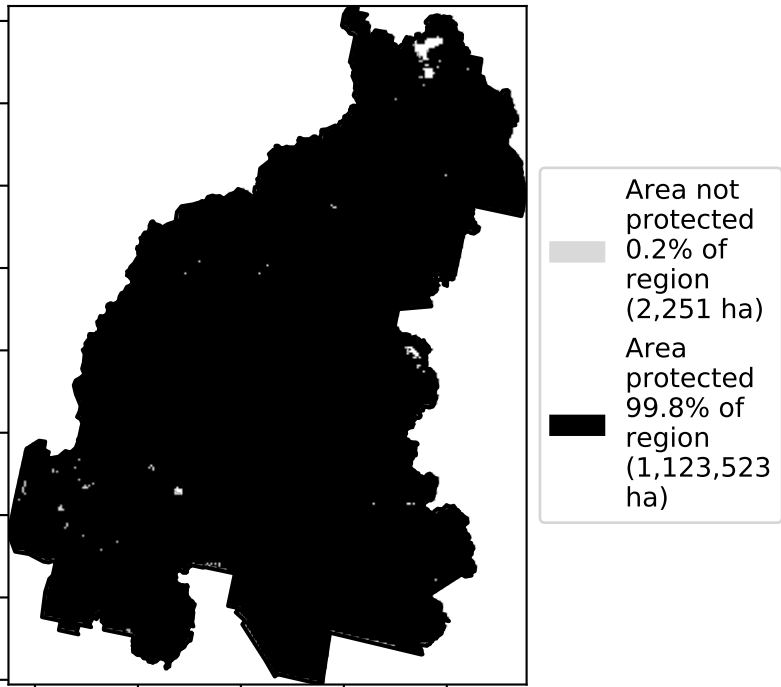 Area not
protected
0.2% of
region
(2,251 ha)
Area
protected
99.8% of
region
(1,123,523
ha)